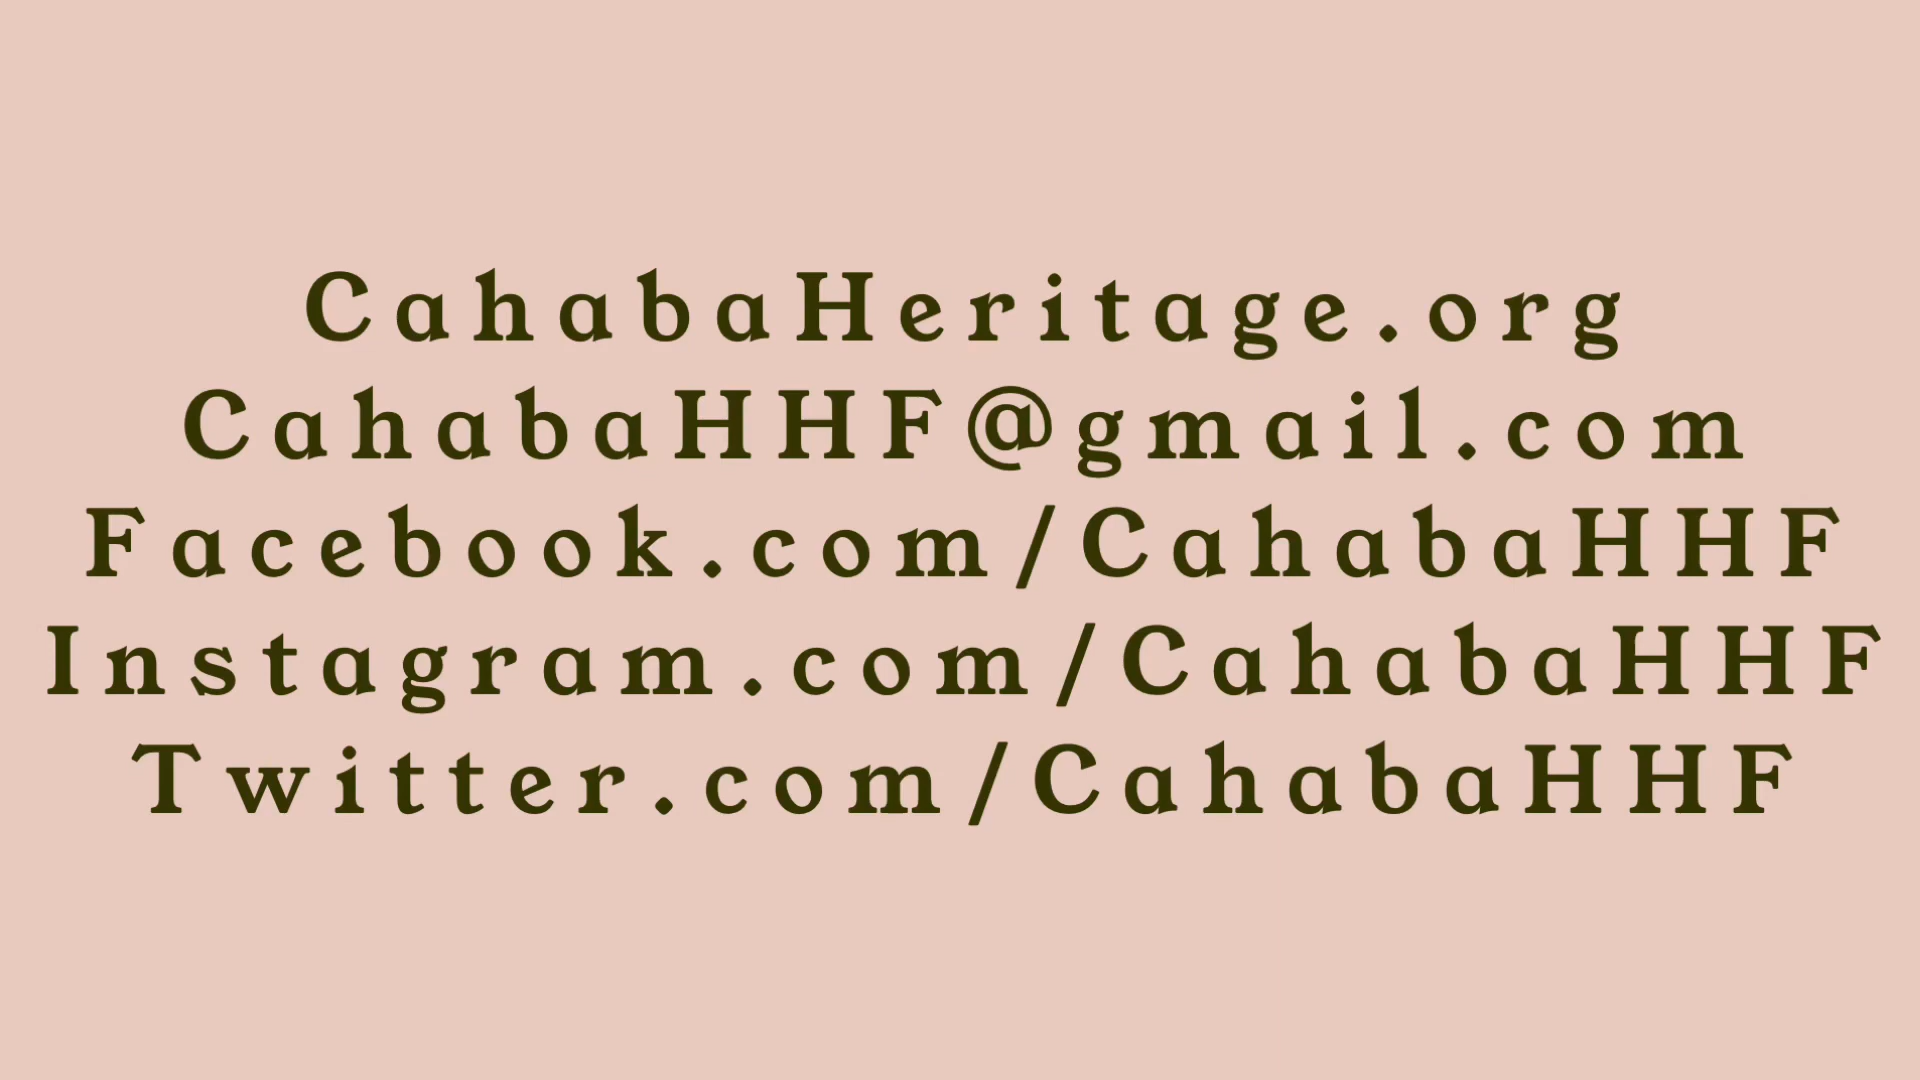 CahabaHeritage.org
CahabaHHF@gmail.com
Facebook.com/CahabaHHF
Instagram.com/CahabaHHF
Twitter.com/CahabaHHF